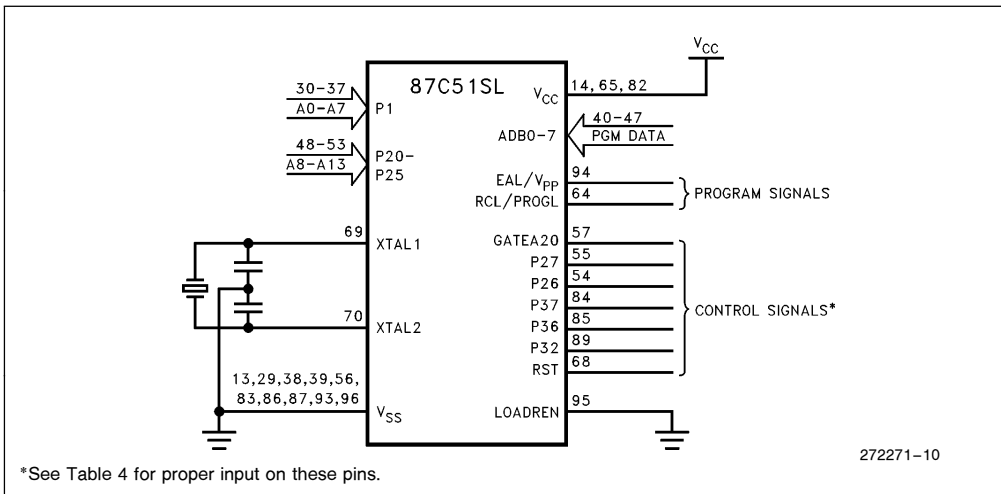 87C51SL
VCC
30-37
A0-A7
P1
48-53
A8-A13
P20-
P25
69
XTAL1
70
XTAL2
13,29,38,39,56,
83,86,87,93,96
VSS
VCC
14,65,82
ADB0-7
40-47
PGM DATA
EAL/VPP
94
RCL/PROGL
64
PROGRAM SIGNALS
GATEA20
57
P27
55
P26
54
P37
84
P36
85
P32
89
RST
68
CONTROL SIGNALS*
LOADREN
95
272271-10
*See Table 4 for proper input on these pins.